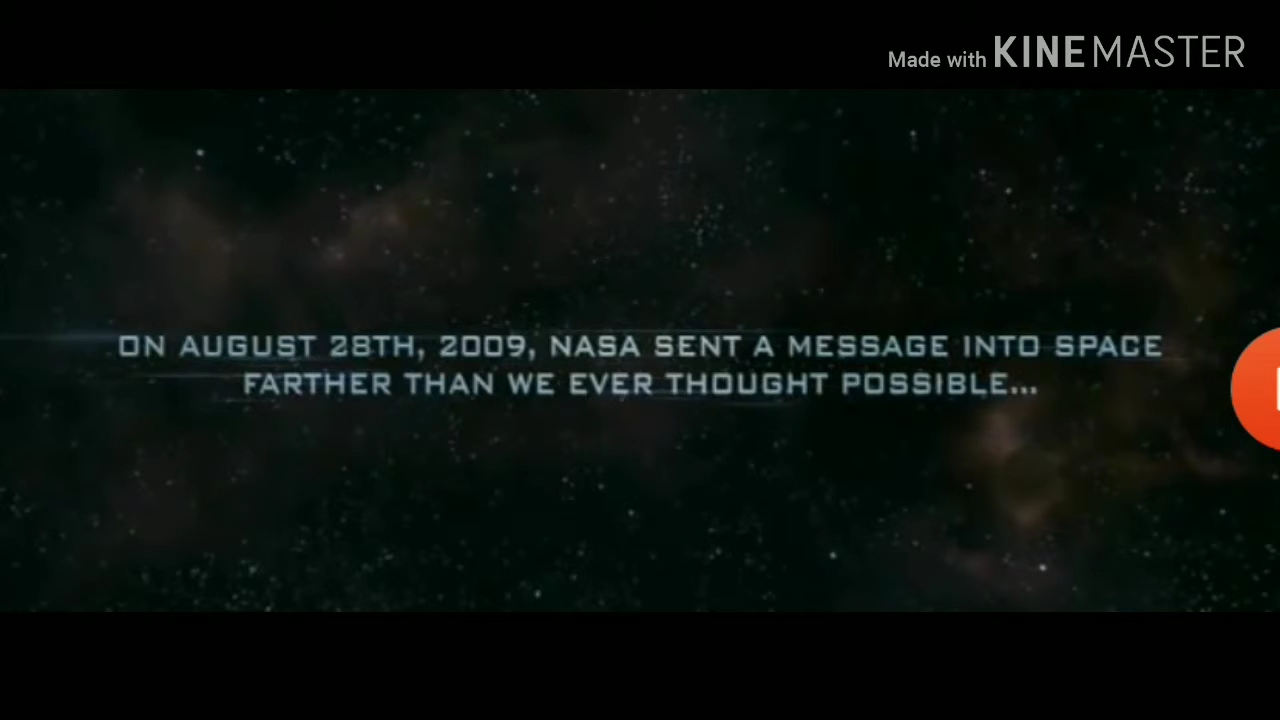 Made with KINEMASTER
ON AUGUST 28TH, 2009, NASA SENT A MESSAGE INTO SPACE
FARTHER THAN WE EVER THOUGHT POSSIBLE...